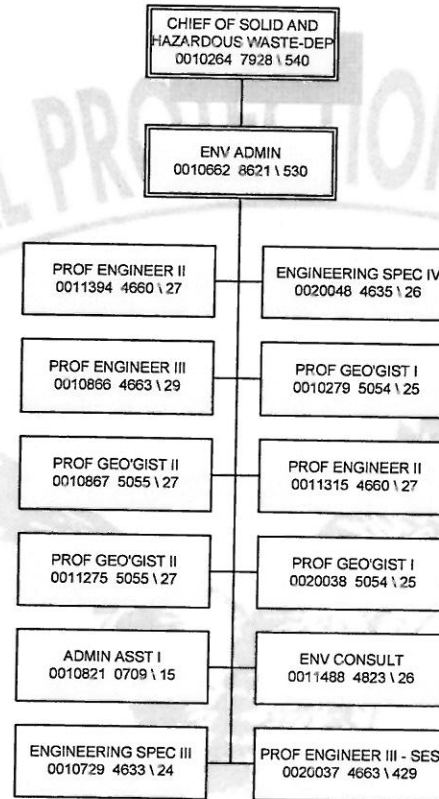 CHIEF OF SOLID AND
HAZARDOUS WASTE-DEP
0010264 7928 \ 540
ENV ADMIN
0010662 8621 \ 530
PROF ENGINEER II
0011394 4660 \ 27
ENGINEERING SPEC IV
0020048 4635 \ 26
PROF ENGINEER III
0010866 4663 \ 29
PROF GEO'GIST I
0010279 5054 \ 25
PROF GEO'GIST II
0010867 5055 \ 27
PROF ENGINEER II
0011315 4660 \ 27
PROF GEO'GIST II
0011275 5055 \ 27
PROF GEO'GIST I
0020038 5054 \ 25
ADMIN ASST I
0010821 0709 \ 15
ENV CONSULT
0011488 4823 \ 26
ENGINEERING SPEC III
0010729 4633 \ 24
PROF ENGINEER III - SES
0020037 4663 \ 429